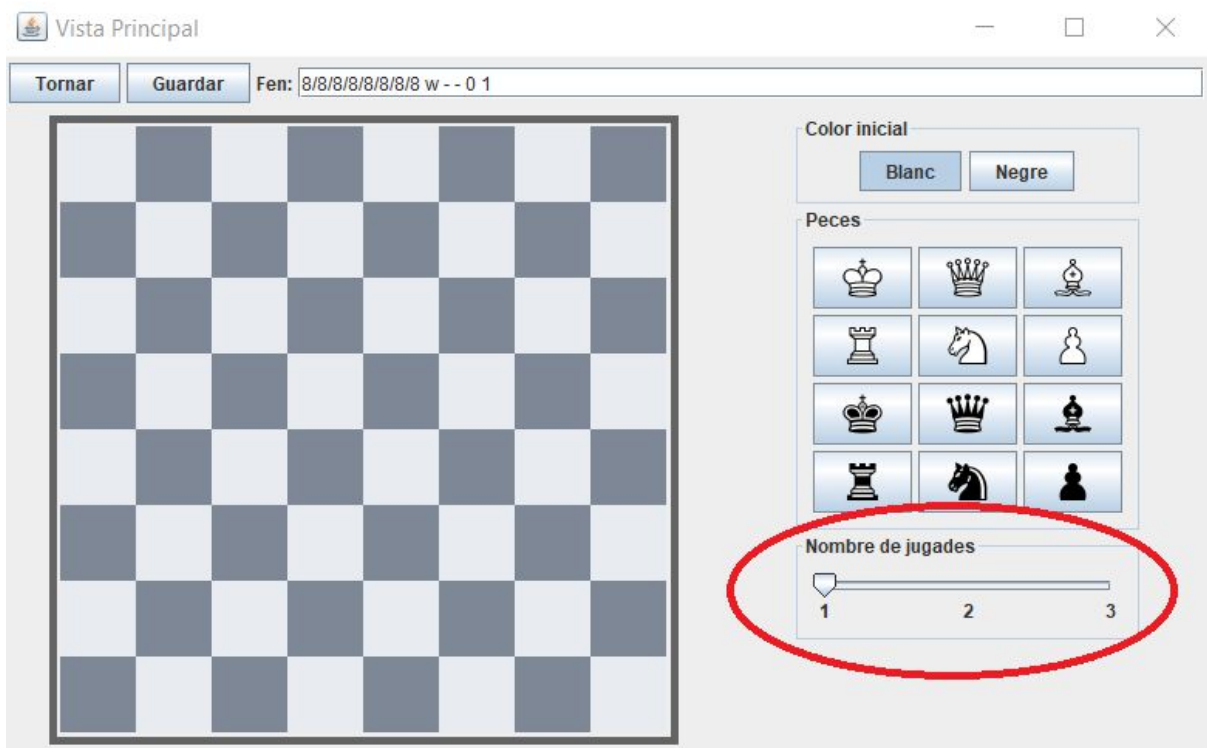 Vista Principal
Tornar Guardar Fen: 8/8/8/8/8/8/8/8 w - - 0 1
Color inicial
Blanc Negre
Peces
Nombre de jugades
1 2 3